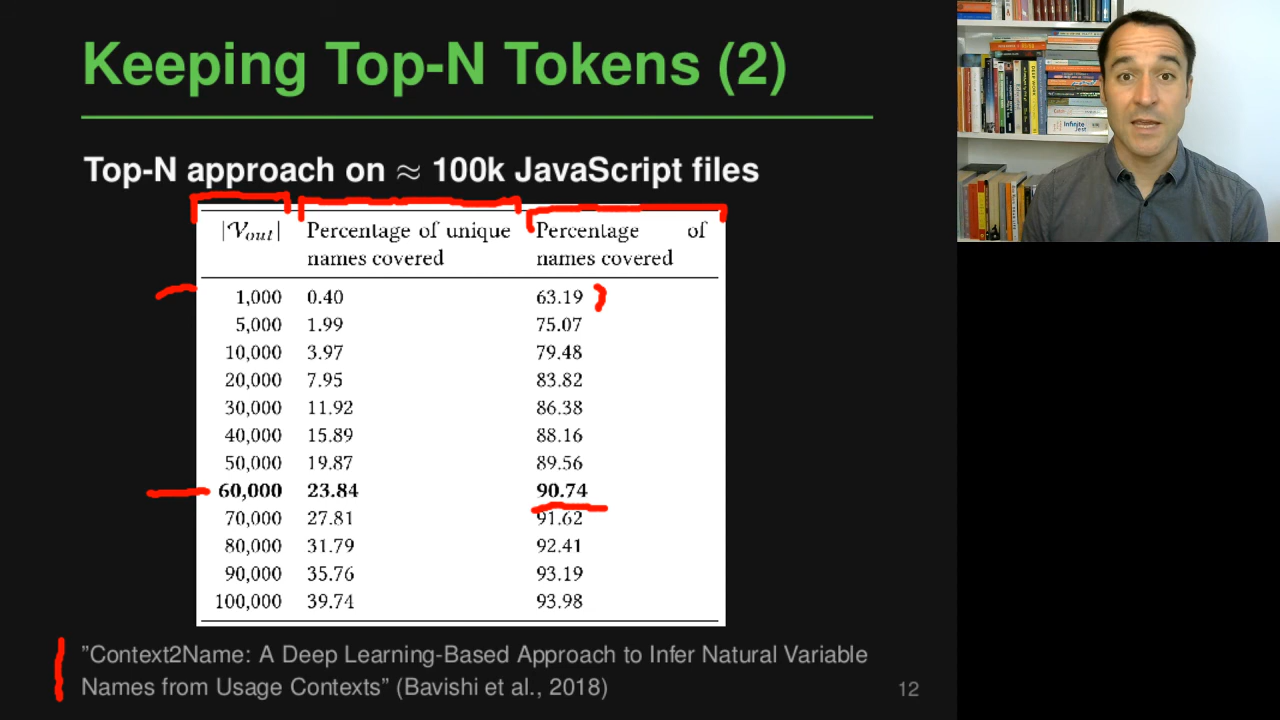 Keeping Top-N Tokens (2)
Top-N approach on ≈ 100k JavaScript files
|𝒱out| Percentage of unique names covered Percentage of names covered
1,000 0.40 63.19
5,000 1.99 75.07
10,000 3.97 79.48
20,000 7.95 83.82
30,000 11.92 86.38
40,000 15.89 88.16
50,000 19.87 89.56
60,000 23.84 90.74
70,000 27.81 91.62
80,000 31.79 92.41
90,000 35.76 93.19
100,000 39.74 93.98
”Context2Name: A Deep Learning-Based Approach to Infer Natural Variable
Names from Usage Contexts” (Bavishi et al., 2018)
12
Infinite
Jest